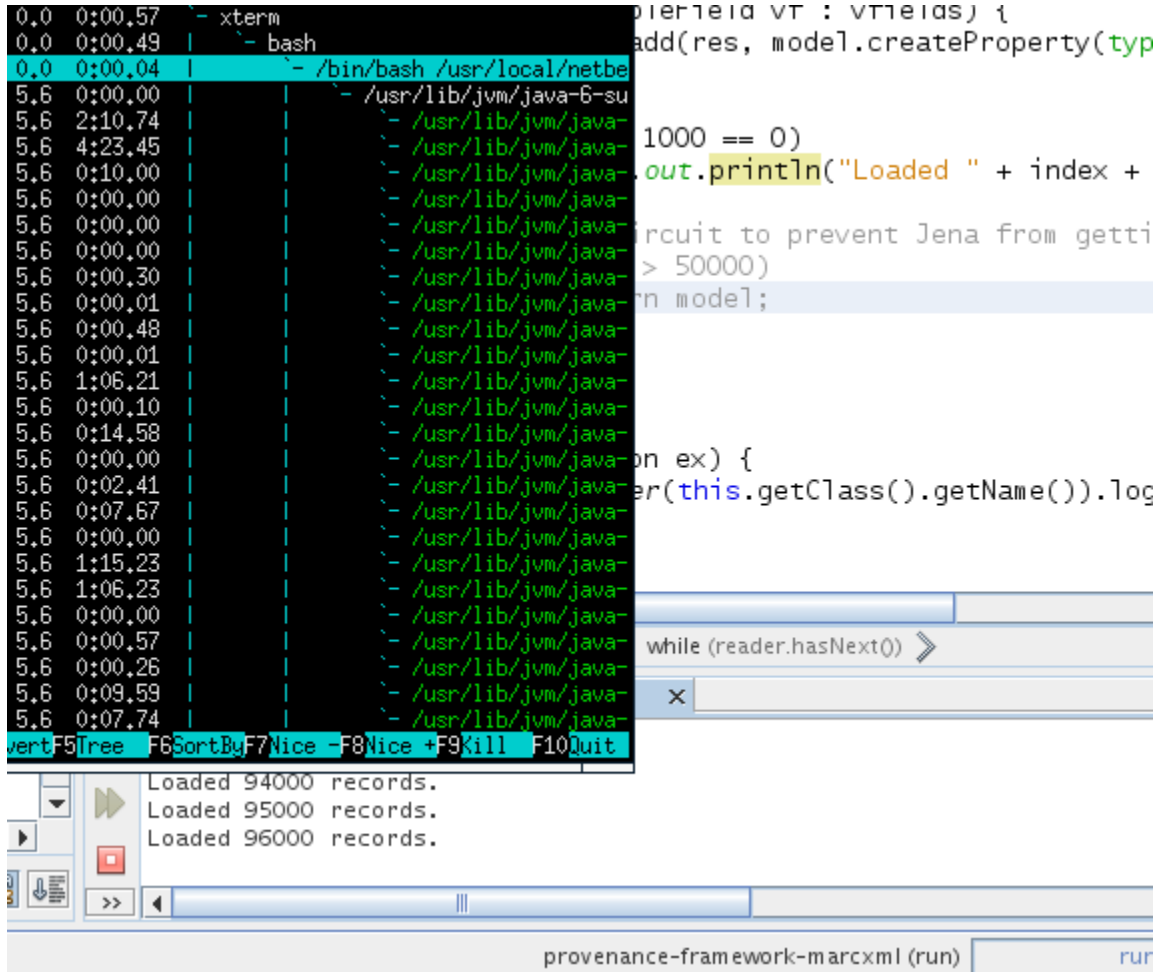 0.0 0:00.57 `- xterm
0.0 0:00.49 | `- bash
0.0 0:00.04 | `- /bin/bash /usr/local/netbe
5.6 0:00.00 | | `- /usr/lib/jvm/java-6-su
5.6 2:10.74 | | `- /usr/lib/jvm/java-
5.6 4:23.45 | | `- /usr/lib/jvm/java-
5.6 0:10.00 | | `- /usr/lib/jvm/java-
5.6 0:00.00 | | `- /usr/lib/jvm/java-
5.6 0:00.00 | | `- /usr/lib/jvm/java-
5.6 0:00.00 | | `- /usr/lib/jvm/java-
5.6 0:00.30 | | `- /usr/lib/jvm/java-
5.6 0:00.01 | | `- /usr/lib/jvm/java-
5.6 0:00.48 | | `- /usr/lib/jvm/java-
5.6 0:00.01 | | `- /usr/lib/jvm/java-
5.6 1:06.21 | | `- /usr/lib/jvm/java-
5.6 0:00.10 | | `- /usr/lib/jvm/java-
5.6 0:14.58 | | `- /usr/lib/jvm/java-
5.6 0:00.00 | | `- /usr/lib/jvm/java-
5.6 0:02.41 | | `- /usr/lib/jvm/java-
5.6 0:07.67 | | `- /usr/lib/jvm/java-
5.6 0:00.00 | | `- /usr/lib/jvm/java-
5.6 1:15.23 | | `- /usr/lib/jvm/java-
5.6 1:06.23 | | `- /usr/lib/jvm/java-
5.6 0:00.00 | | `- /usr/lib/jvm/java-
5.6 0:00.57 | | `- /usr/lib/jvm/java-
5.6 0:00.26 | | `- /usr/lib/jvm/java-
5.6 0:09.59 | | `- /usr/lib/jvm/java-
5.6 0:07.74 | | `- /usr/lib/jvm/java-
vertF5Tree F6SortByF7Nice -F8Nice +F9Kill F10Quit
bleField vf : vfields) {
add(res, model.createProperty(typ
1000 == 0)
.out.println("Loaded " + index +
ircuit to prevent Jena from getti
> 50000)
rn model;
on ex) {
er(this.getClass().getName()).log
while (reader.hasNext())
Loaded 94000 records.
Loaded 95000 records.
Loaded 96000 records.
>>
provenance-framework-marcxml (run)
run